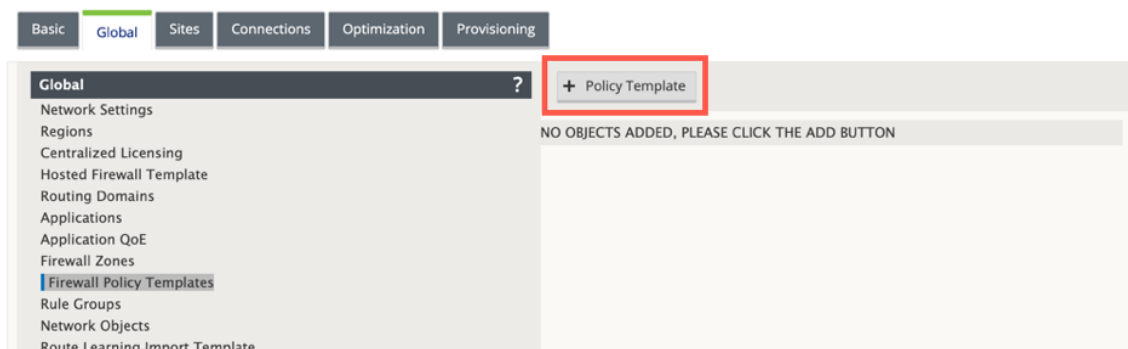 Basic Global Sites Connections Optimization Provisioning
Global ?
+ Policy Template
Network Settings
NO OBJECTS ADDED, PLEASE CLICK THE ADD BUTTON
Regions
Centralized Licensing
Hosted Firewall Template
Routing Domains
Applications
Application QoE
Firewall Zones
Firewall Policy Templates
Rule Groups
Network Objects
Route Learning Import Template